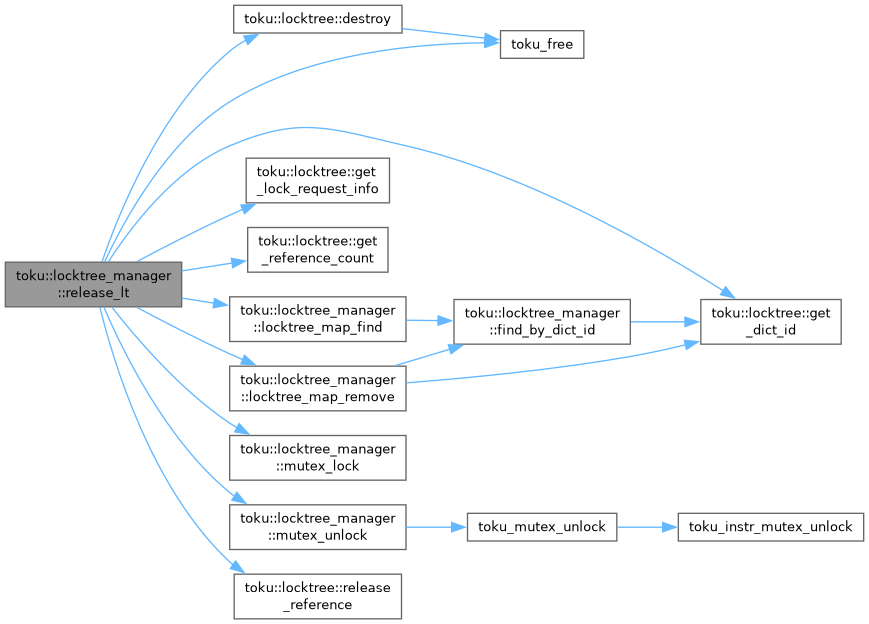 toku::locktree::destroy
toku_free
toku::locktree::get
_lock_request_info
toku::locktree::get
_reference_count
toku::locktree_manager
::release_lt
toku::locktree_manager
::locktree_map_find
toku::locktree_manager
::find_by_dict_id
toku::locktree::get
_dict_id
toku::locktree_manager
::locktree_map_remove
toku::locktree_manager
::mutex_lock
toku::locktree_manager
::mutex_unlock
toku_mutex_unlock
toku_instr_mutex_unlock
toku::locktree::release
_reference